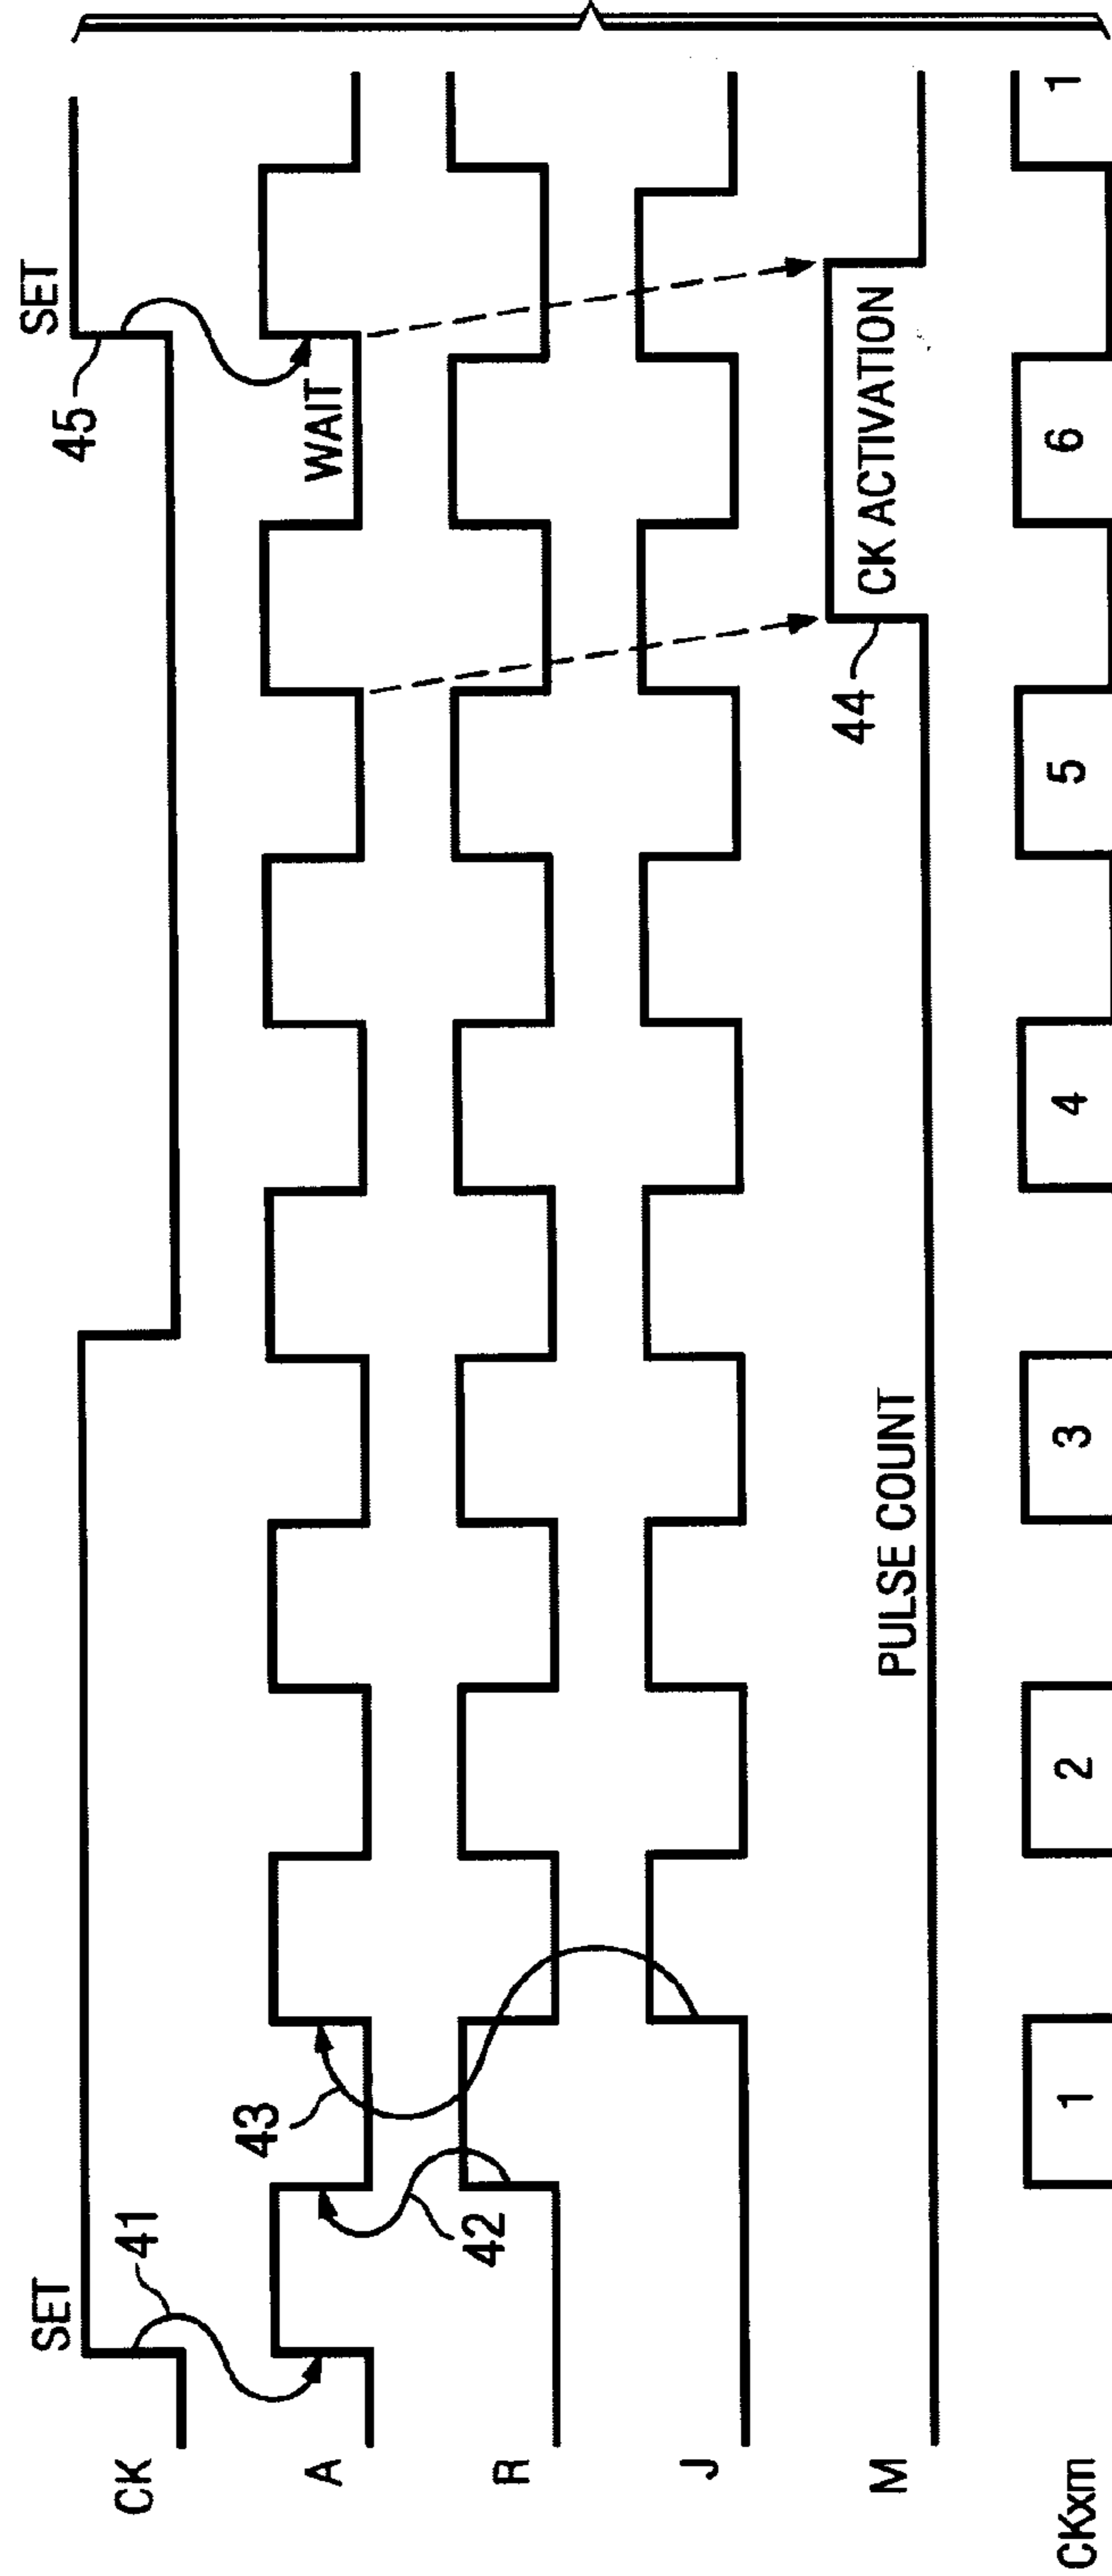 CK
SET
41
45
SET
A
43
WAIT
R
42
J
M
PULSE COUNT
44
CK ACTIVATION
CKxm
1
2
3
4
5
6
1